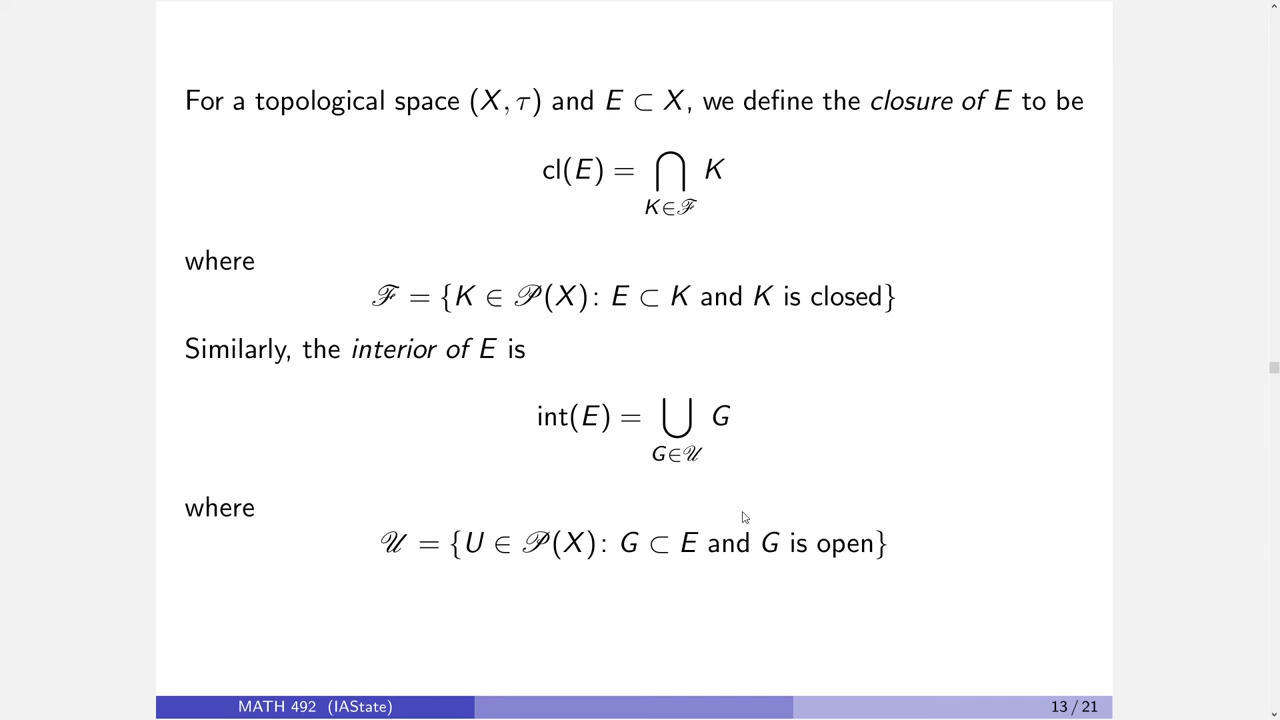 For a topological space (X, τ) and E ⊂ X, we define the closure of E to be
cl(E) = ⋂ K
K∈ℱ
where
ℱ = {K ∈ 𝒫(X): E ⊂ K and K is closed}
Similarly, the interior of E is
int(E) = ⋃ G
G∈𝒰
where
𝒰 = {U ∈ 𝒫(X): G ⊂ E and G is open}
MATH 492 (IAState) 13 / 21